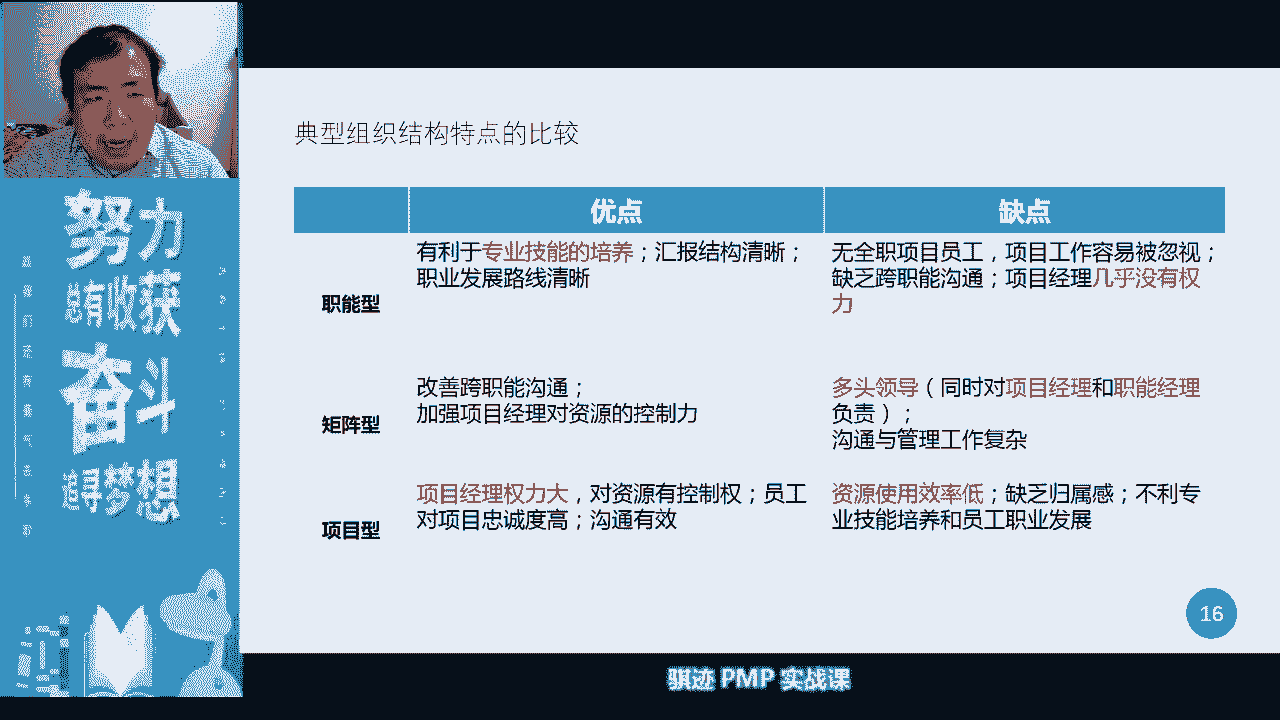 努力
总有收获
奋斗
追寻梦想
典型组织结构特点的比较
优点
缺点
职能型
有利于专业技能的培养；汇报结构清晰；
职业发展路线清晰
无全职项目员工，项目工作容易被忽视；
缺乏跨职能沟通；项目经理几乎没有权
力
矩阵型
改善跨职能沟通；
加强项目经理对资源的控制力
多头领导（同时对项目经理和职能经理
负责）；
沟通与管理工作复杂
项目型
项目经理权力大，对资源有控制权；员工
对项目忠诚度高；沟通有效
资源使用效率低；缺乏归属感；不利专
业技能培养和员工职业发展
16
骐迹 PMP 实战课